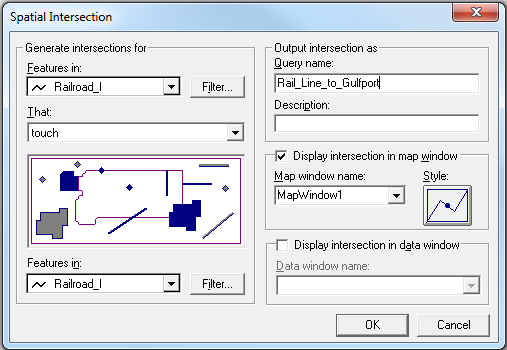 Spatial Intersection
Generate intersections for
Features in:
Railroad_l
Filter...
That:
touch
Features in:
Railroad_l
Filter...
Output intersection as
Query name:
Rail_Line_to_Gulfport
Description:
Display intersection in map window
Map window name:
MapWindow1
Style:
Display intersection in data window
Data window name:
OK
Cancel